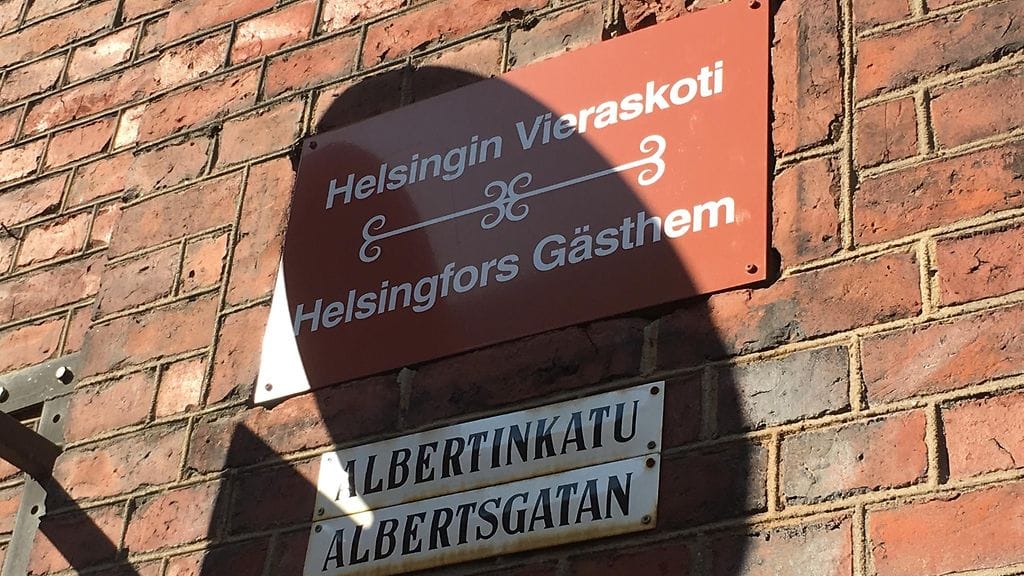 Helsingin Vieraskoti
Helsingfors Gästhem
ALBERTINKATU
ALBERTSGATAN